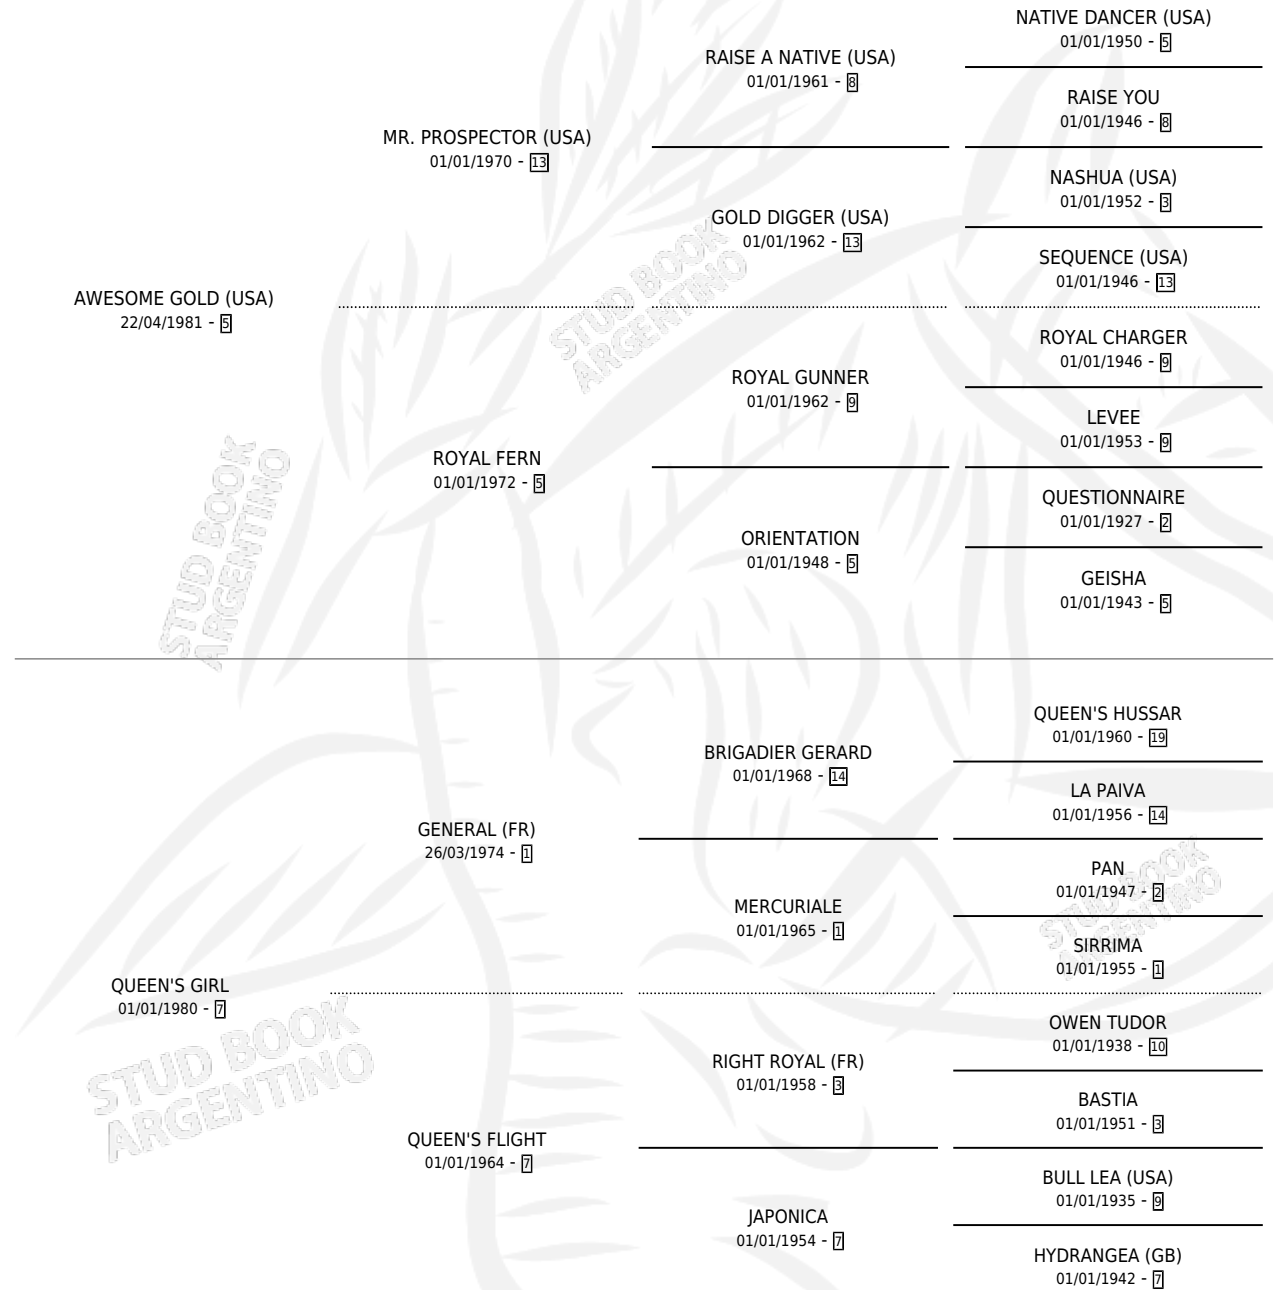 NATIVE DANCER (USA)
01/01/1950 - 5
RAISE A NATIVE (USA)
01/01/1961 - 8
RAISE YOU
01/01/1946 - 8
MR. PROSPECTOR (USA)
01/01/1970 - 13
NASHUA (USA)
01/01/1952 - 3
GOLD DIGGER (USA)
01/01/1962 - 13
SEQUENCE (USA)
01/01/1946 - 13
AWESOME GOLD (USA)
22/04/1981 - 5
STUD BOOK
ARGENTINO
ROYAL CHARGER
01/01/1946 - 9
ROYAL GUNNER
01/01/1962 - 9
LEVEE
01/01/1953 - 9
ROYAL FERN
01/01/1972 - 5
QUESTIONNAIRE
01/01/1927 - 2
ORIENTATION
01/01/1948 - 5
GEISHA
01/01/1943 - 5
STUD BOOK
ARGENTINO
QUEEN'S HUSSAR
01/01/1960 - 19
BRIGADIER GERARD
01/01/1968 - 14
LA PAIVA
01/01/1956 - 14
GENERAL (FR)
26/03/1974 - 1
PAN
01/01/1947 - 2
MERCURIALE
01/01/1965 - 1
STUD BOOK
ARGENTINO
SIRRIMA
01/01/1955 - 1
QUEEN'S GIRL
01/01/1980 - 7
STUD BOOK
ARGENTINO
OWEN TUDOR
01/01/1938 - 10
RIGHT ROYAL (FR)
01/01/1958 - 3
BASTIA
01/01/1951 - 3
QUEEN'S FLIGHT
01/01/1964 - 7
BULL LEA (USA)
01/01/1935 - 9
JAPONICA
01/01/1954 - 7
HYDRANGEA (GB)
01/01/1942 - 7